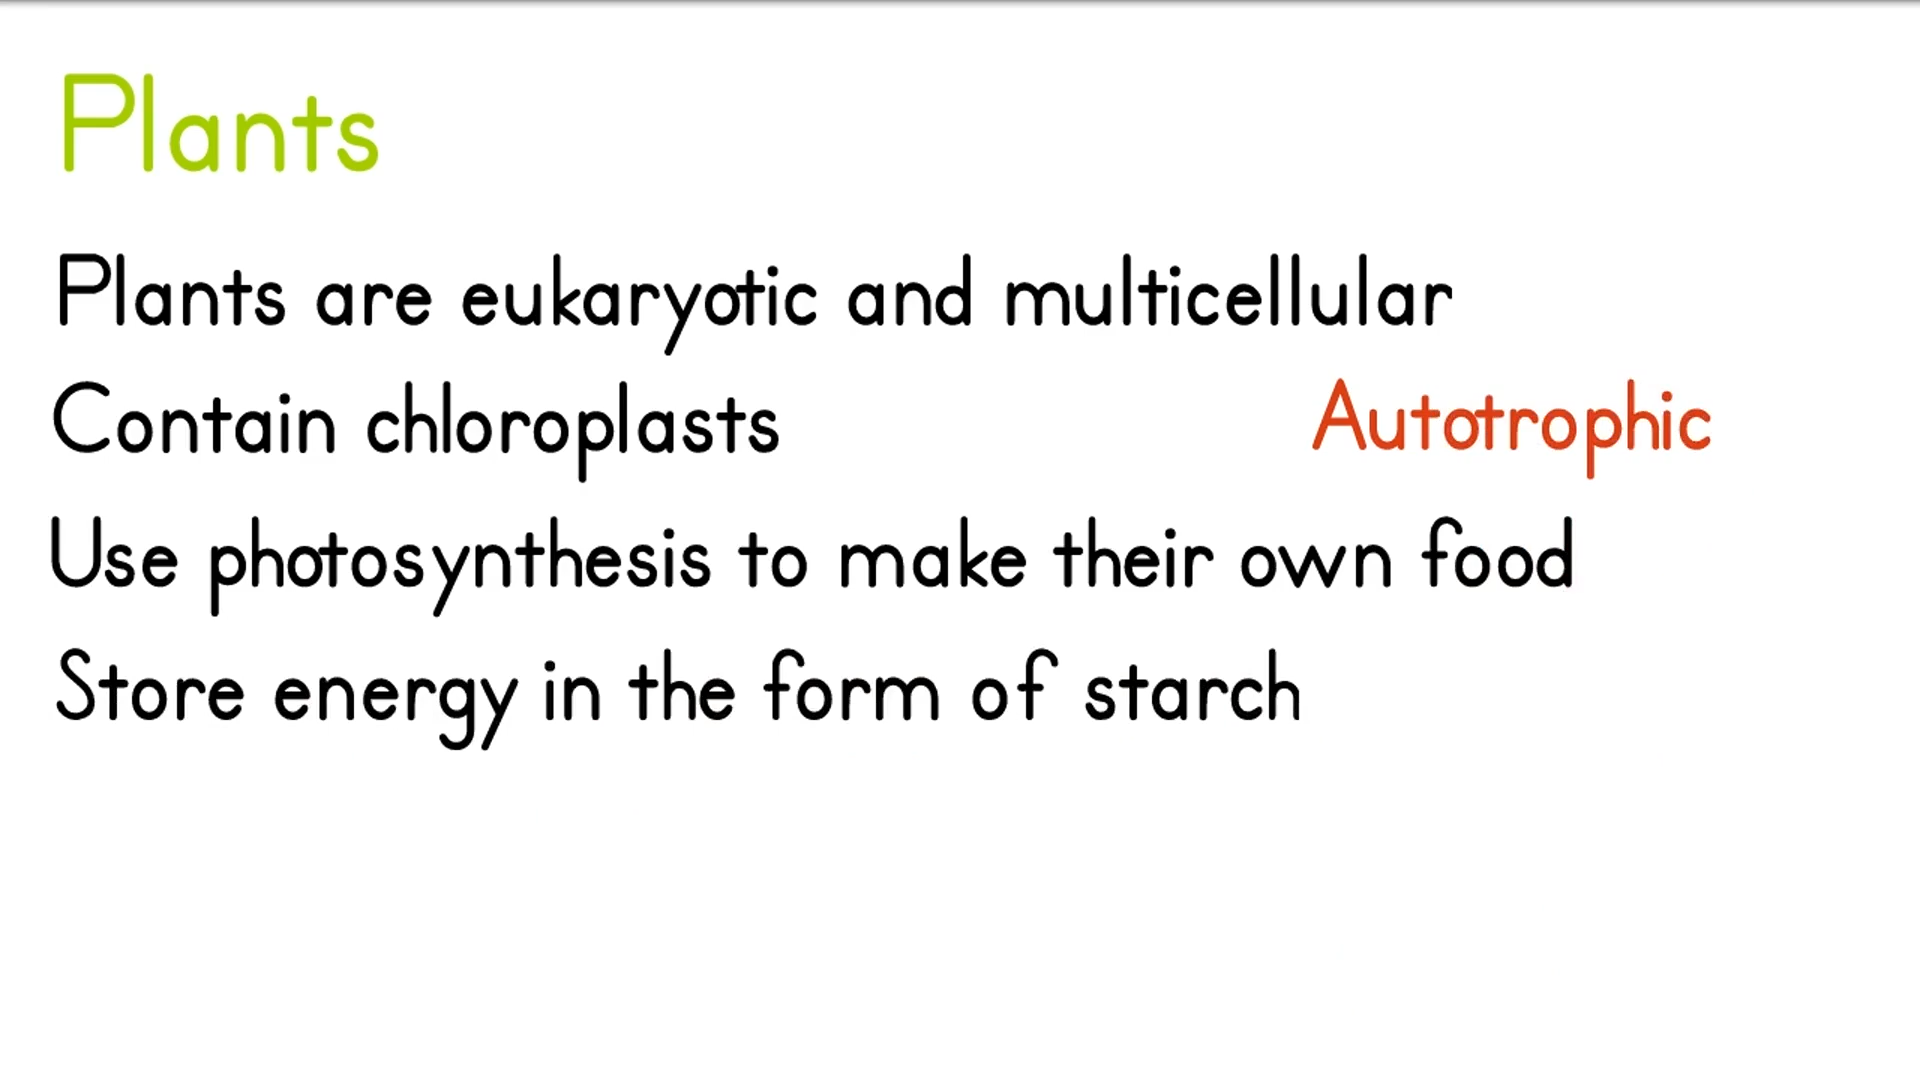 Plants
Plants are eukaryotic and multicellular
Contain chloroplasts
Autotrophic
Use photosynthesis to make their own food
Store energy in the form of starch